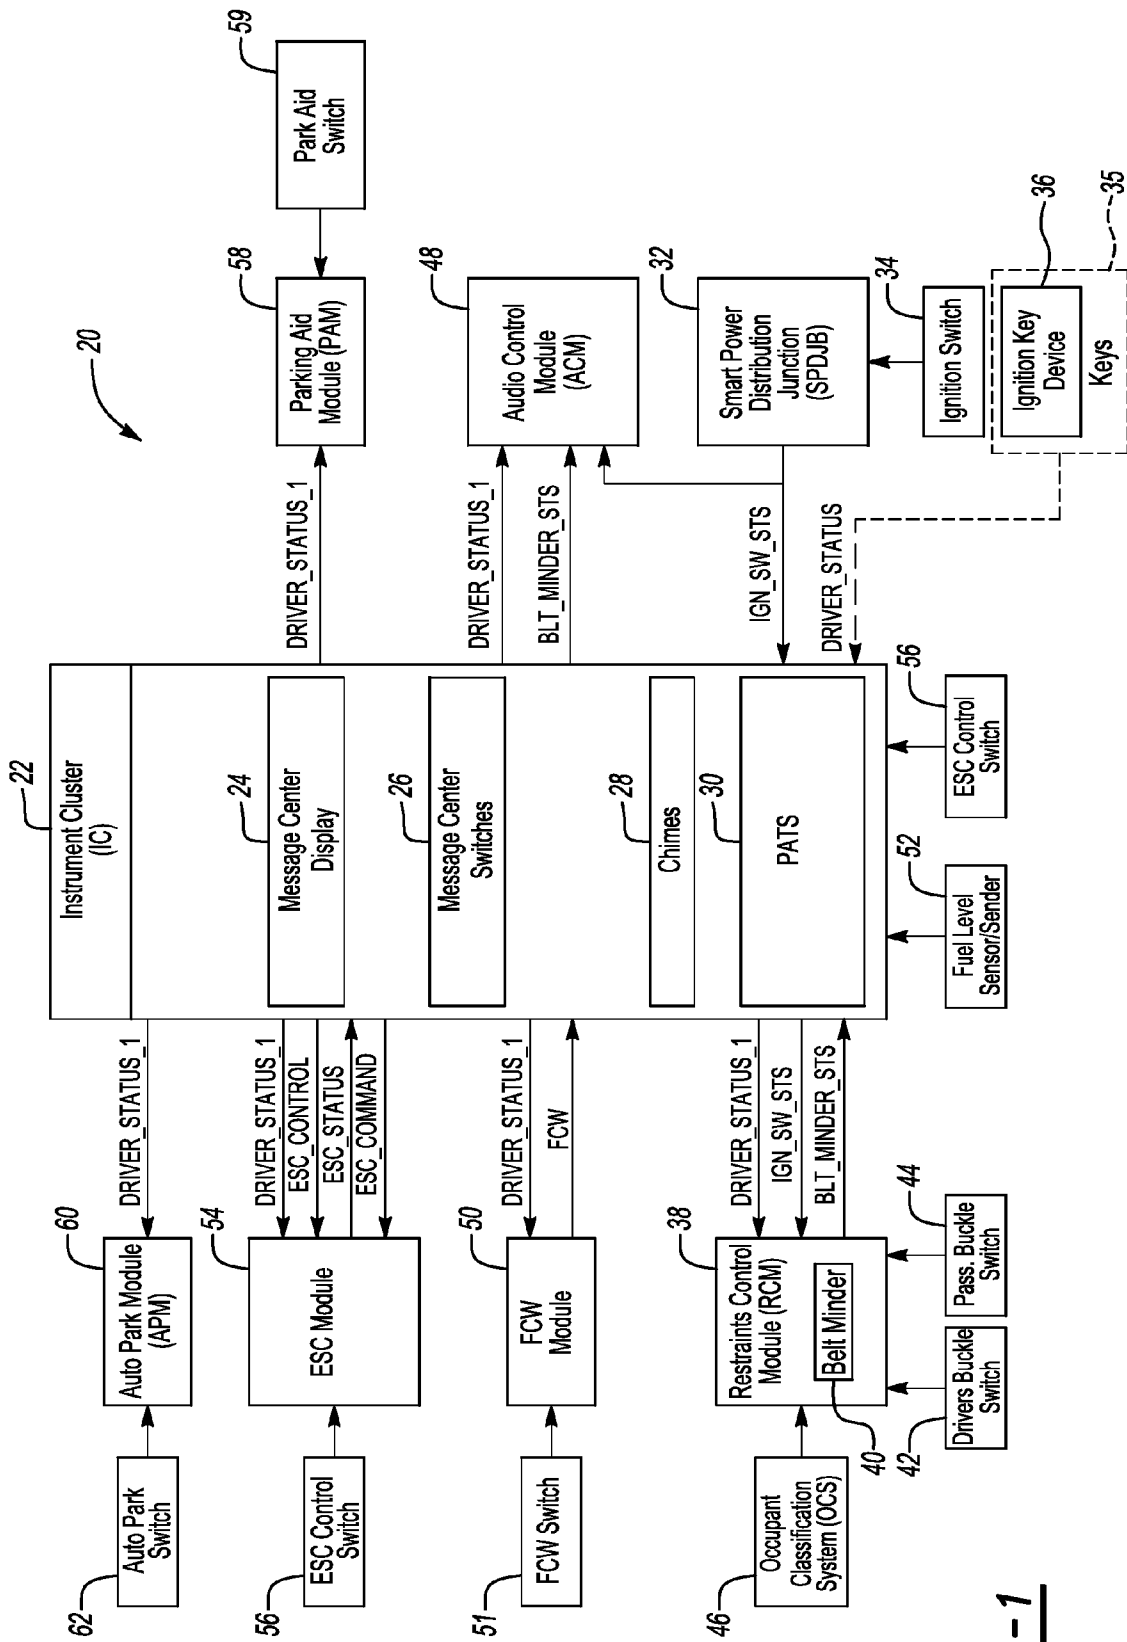 20
22
Instrument Cluster
(IC)
24
Message Center
Display
26
Message Center
Switches
28
Chimes
30
PATS
62
Auto Park
Switch
60
Auto Park Module
(APM)
DRIVER_STATUS_1
56
ESC Control
Switch
54
ESC Module
DRIVER_STATUS_1
ESC_CONTROL
ESC_STATUS
ESC_COMMAND
51
FCW Switch
50
FCW
Module
DRIVER_STATUS_1
FCW
46
Occupant
Classification
System (OCS)
38
Restraints Control
Module (RCM)
Belt Minder
40
DRIVER_STATUS_1
IGN_SW_STS
BLT_MINDER_STS
42
Drivers Buckle
Switch
44
Pass. Buckle
Switch
52
Fuel Level
Sensor/Sender
56
ESC Control
Switch
DRIVER_STATUS_1
58
Parking Aid
Module (PAM)
59
Park Aid
Switch
DRIVER_STATUS_1
BLT_MINDER_STS
48
Audio Control
Module
(ACM)
IGN_SW_STS
32
Smart Power
Distribution
Junction
(SPDJB)
34
Ignition Switch
DRIVER_STATUS
36
Ignition Key
Device
Keys
35
-1